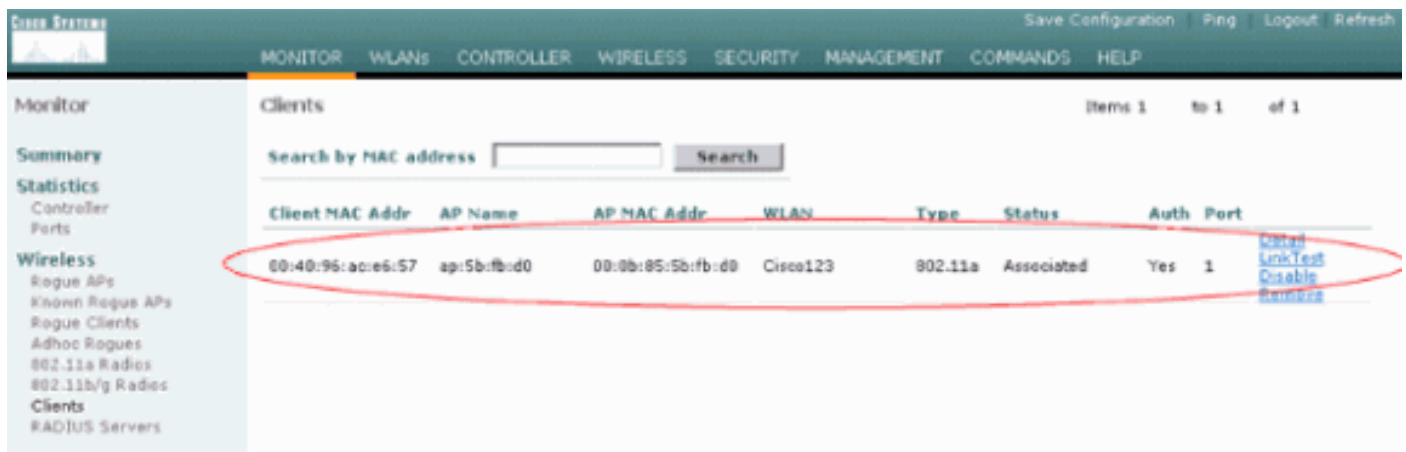 CISCO SYSTEMS
Save Configuration Ping Logout Refresh
MONITOR WLANs CONTROLLER WIRELESS SECURITY MANAGEMENT COMMANDS HELP
Monitor
Summary
Statistics
Controller
Ports
Wireless
Rogue APs
Known Rogue APs
Rogue Clients
Adhoc Rogues
802.11a Radios
802.11b/g Radios
Clients
RADIUS Servers
Clients Items 1 to 1 of 1
Search by MAC address Search
Client MAC Addr AP Name AP MAC Addr WLAN Type Status Auth Port
00:40:96:ac:e6:57 ap:5b:fb:d0 00:0b:85:5b:fb:d0 Cisco123 802.11a Associated Yes 1
Detail
LinkTest
Disable
Remove